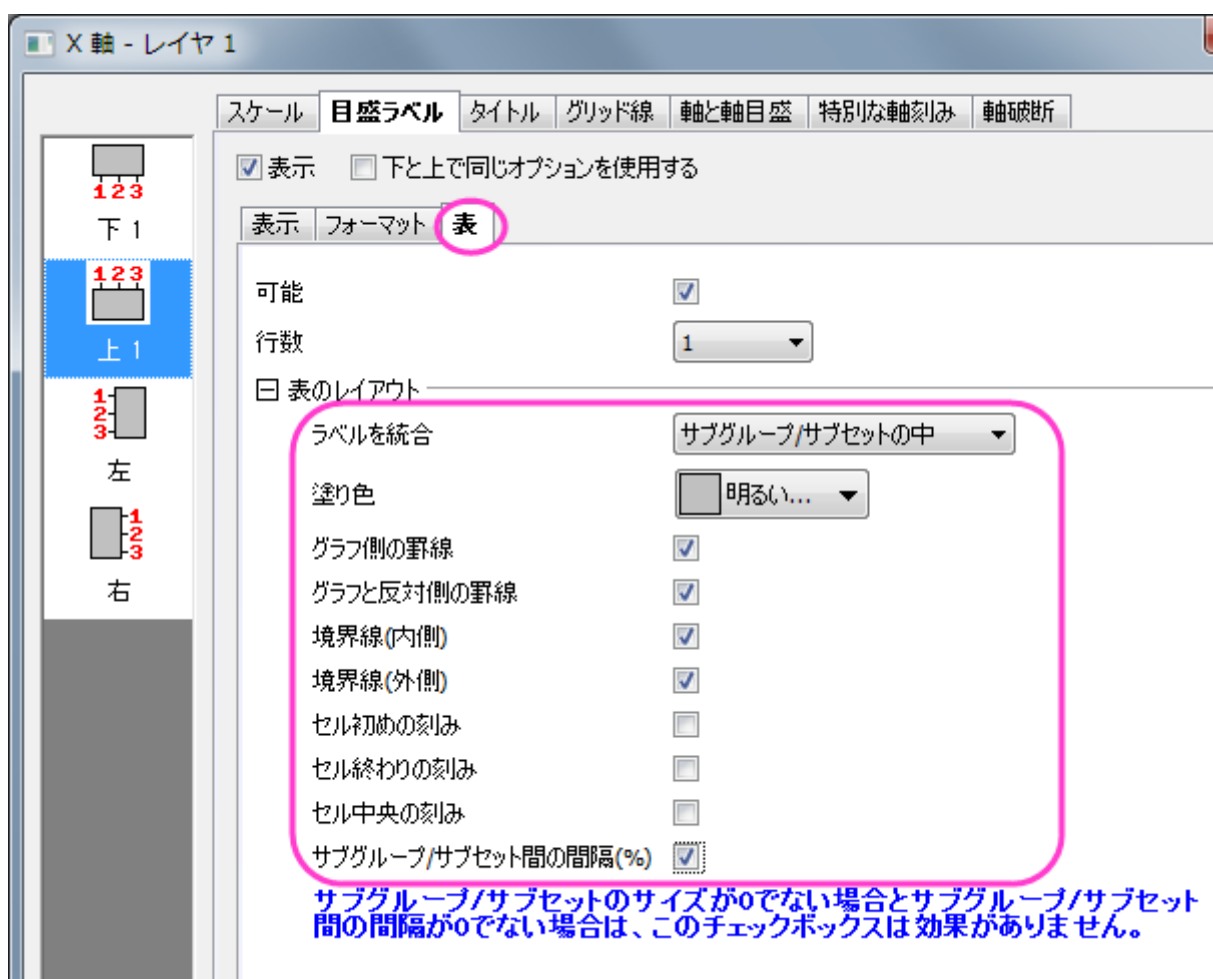 X 軸 - レイヤ 1
スケール 目盛ラベル タイトル グリッド線 軸と軸目盛 特別な軸刻み 軸破断
表示 下と上で同じオプションを使用する
表示 フォーマット 表
123
下 1
123
上 1
1
2
3
左
1
2
3
右
可能
行数 1
表のレイアウト
ラベルを統合 サブグループ/サブセットの中
塗り色 明るい...
グラフ側の罫線
グラフと反対側の罫線
境界線(内側)
境界線(外側)
セル初めの刻み
セル終わりの刻み
セル中央の刻み
サブグループ/サブセット間の間隔(%)
サブグループ/サブセットのサイズが0でない場合とサブグループ/サブセット
間の間隔が0でない場合は、このチェックボックスは効果がありません。